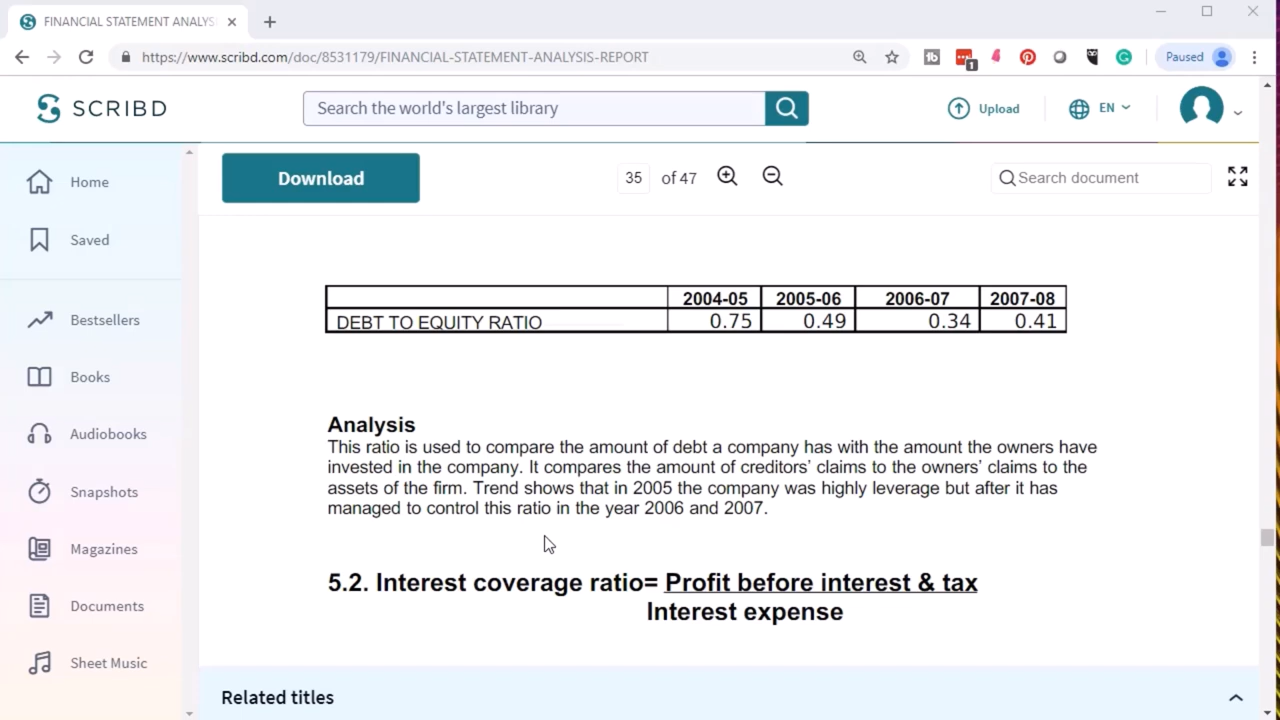 FINANCIAL STATEMENT ANALYS
https://www.scribd.com/doc/8531179/FINANCIAL-STATEMENT-ANALYSIS-REPORT
tb
1
G
Paused
SCRIBD
Search the world's largest library
Upload
EN
Home
Saved
Bestsellers
Books
Audiobooks
Snapshots
Magazines
Documents
Sheet Music
Download
35 of 47
Search document
2004-05 2005-06 2006-07 2007-08
DEBT TO EQUITY RATIO 0.75 0.49 0.34 0.41
Analysis
This ratio is used to compare the amount of debt a company has with the amount the owners have
invested in the company. It compares the amount of creditors’ claims to the owners’ claims to the
assets of the firm. Trend shows that in 2005 the company was highly leverage but after it has
managed to control this ratio in the year 2006 and 2007.
5.2. Interest coverage ratio= Profit before interest & tax
Interest expense
Related titles